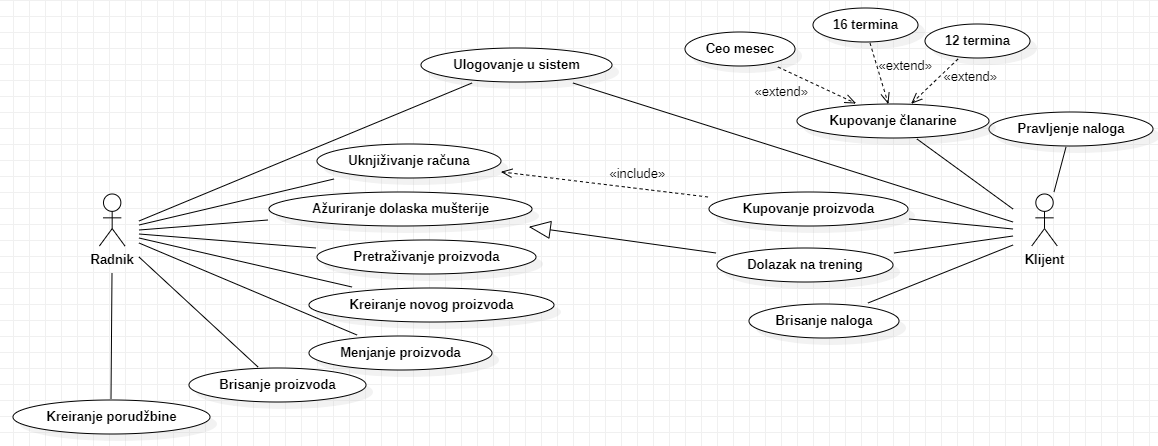 16 termina
12 termina
Ceo mesec
Ulogovanje u sistem
«extend»
«extend»
«extend»
Kupovanje članarine
Pravljenje naloga
Uknjiživanje računa
«include»
Ažuriranje dolaska mušterije
Kupovanje proizvoda
Radnik
Pretraživanje proizvoda
Dolazak na trening
Klijent
Kreiranje novog proizvoda
Brisanje naloga
Menjanje proizvoda
Brisanje proizvoda
Kreiranje porudžbine